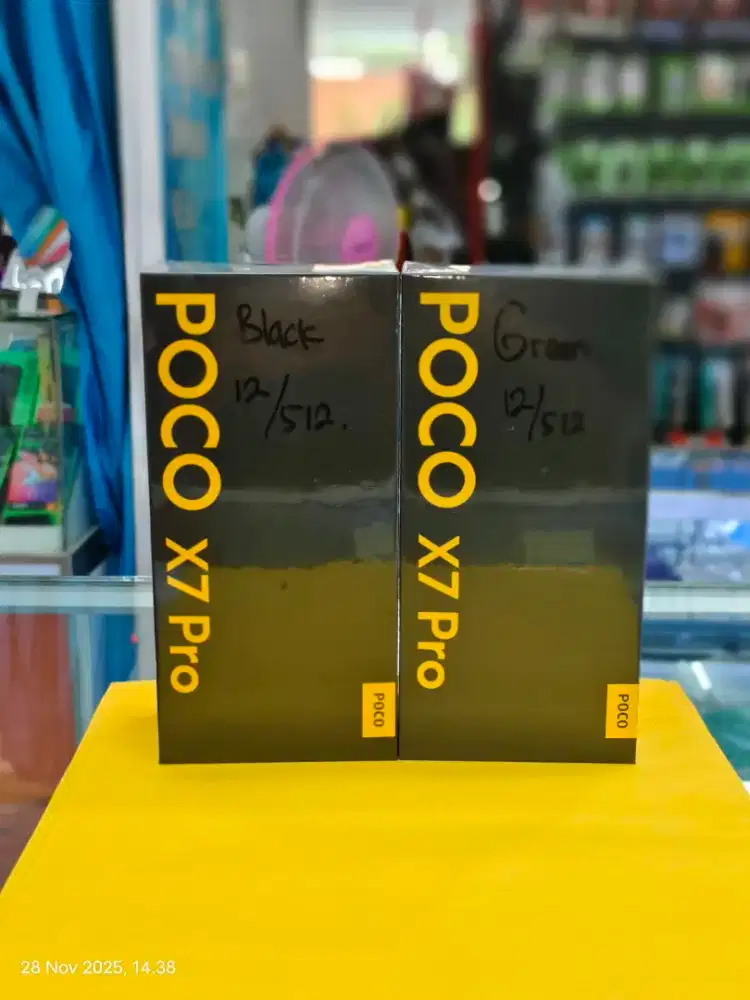 POCO X7 Pro
Black
12/512.
POCO
POCO X7 Pro
Green
12/512
POCO
28 Nov 2025, 14.38